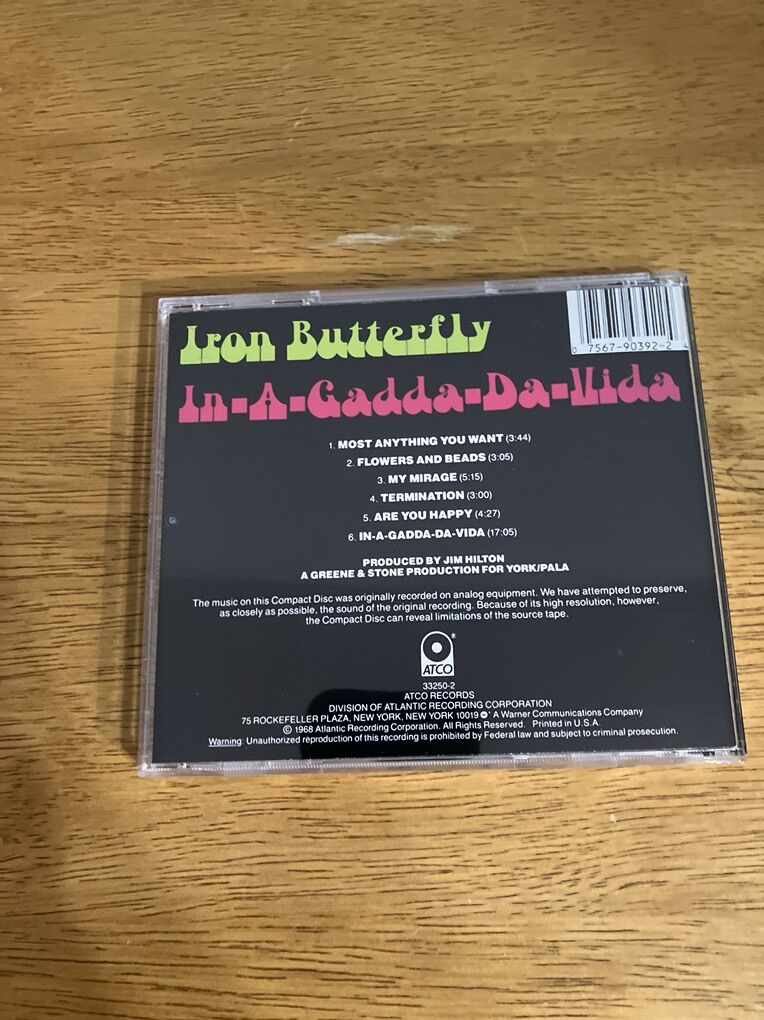 Iron Butterfly
0 7567-90392-2 4
In-A-Gadda-Da-Vida
1. MOST ANYTHING YOU WANT (3:44)
2. FLOWERS AND BEADS (3:05)
3. MY MIRAGE (5:15)
4. TERMINATION (3:00)
5. ARE YOU HAPPY (4:27)
6. IN-A-GADDA-DA-VIDA (17:05)
PRODUCED BY JIM HILTON
A GREENE & STONE PRODUCTION FOR YORK/PALA
The music on this Compact Disc was originally recorded on analog equipment. We have attempted to preserve,
as closely as possible, the sound of the original recording. Because of its high resolution, however,
the Compact Disc can reveal limitations of the source tape.
ATCO®
33250-2
ATCO RECORDS
DIVISION OF ATLANTIC RECORDING CORPORATION
75 ROCKEFELLER PLAZA, NEW YORK, NEW YORK 10019 A Warner Communications Company
© 1968 Atlantic Recording Corporation. All Rights Reserved. Printed in U.S.A.
Warning: Unauthorized reproduction of this recording is prohibited by Federal law and subject to criminal prosecution.